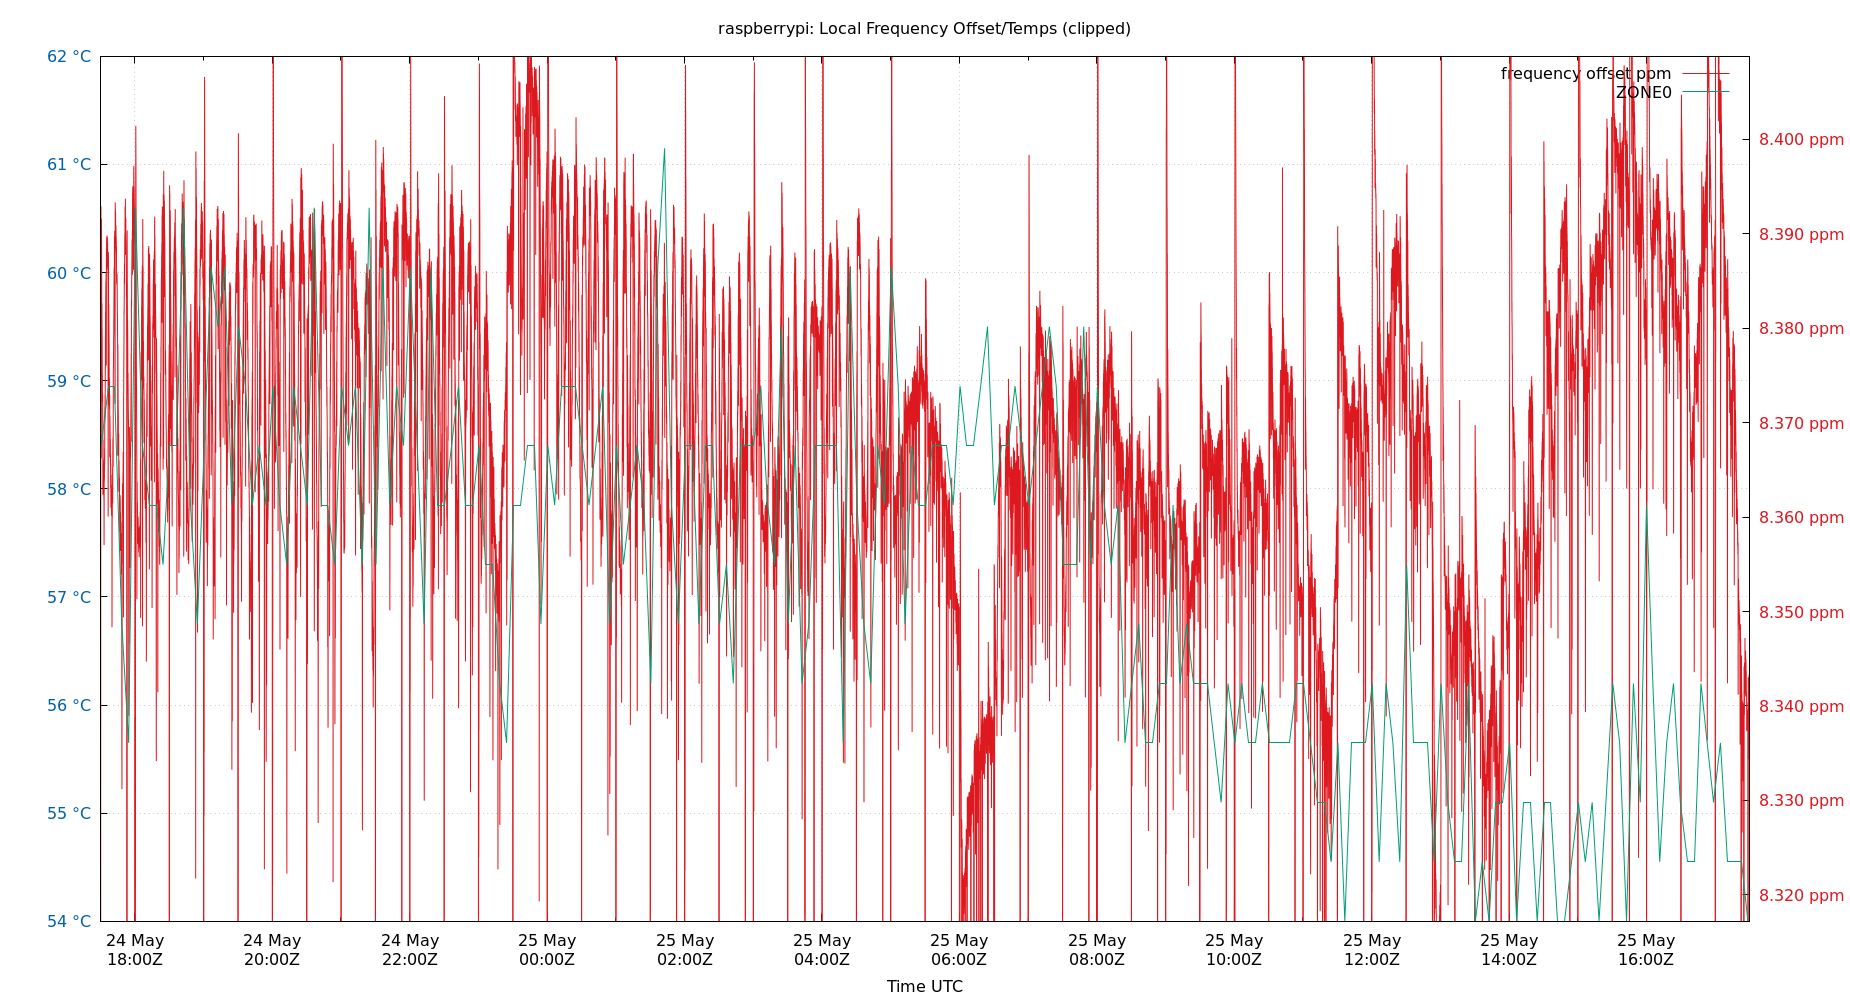 raspberrypi: Local Frequency Offset/Temps (clipped)
62 °C
61 °C
60 °C
59 °C
58 °C
57 °C
56 °C
55 °C
54 °C
frequency offset ppm
ZONE0
8.400 ppm
8.390 ppm
8.380 ppm
8.370 ppm
8.360 ppm
8.350 ppm
8.340 ppm
8.330 ppm
8.320 ppm
24 May 24 May 24 May 25 May 25 May 25 May 25 May 25 May 25 May 25 May 25 May 25 May
18:00Z 20:00Z 22:00Z 00:00Z 02:00Z 04:00Z 06:00Z 08:00Z 10:00Z 12:00Z 14:00Z 16:00Z
Time UTC